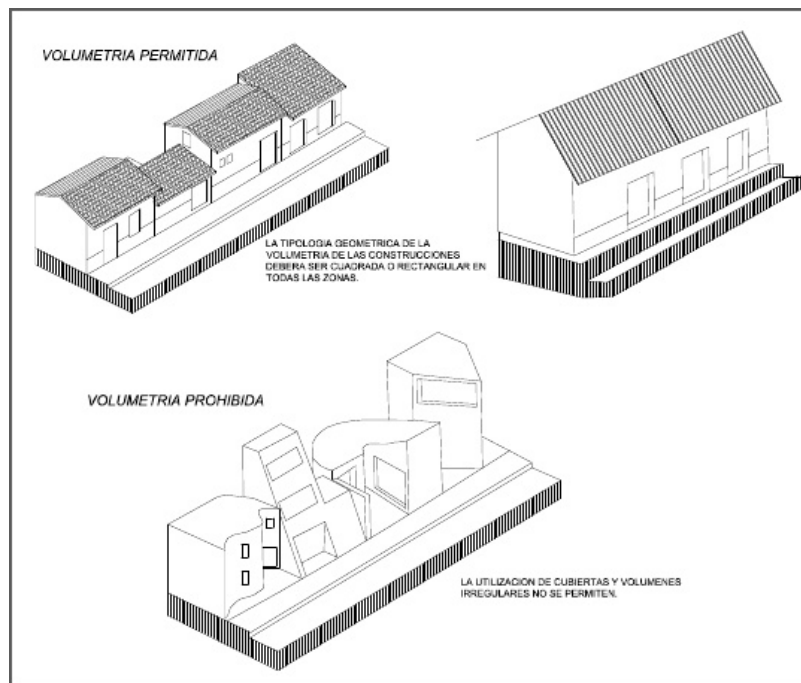 VOLUMETRIA PERMITIDA
LA TIPOLOGIA GEOMETRICA DE LA
VOLUMETRIA DE LAS CONSTRUCCIONES
DEBERA SER CUADRADA O RECTANGULAR EN
TODAS LAS ZONAS.
VOLUMETRIA PROHIBIDA
LA UTILIZACION DE CUBIERTAS Y VOLUMENES
IRREGULARES NO SE PERMITEN.